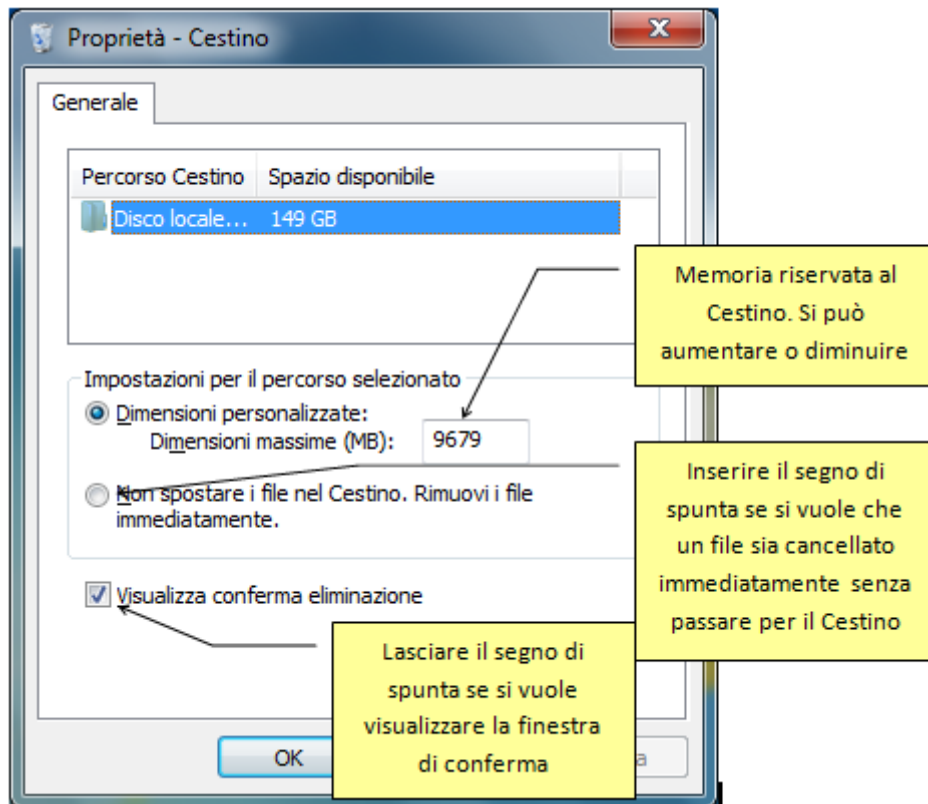 Proprietà - Cestino
Generale
Percorso Cestino Spazio disponibile
Disco locale... 149 GB
Memoria riservata al
Cestino. Si può
aumentare o diminuire
Impostazioni per il percorso selezionato
Dimensioni personalizzate:
Dimensioni massime (MB): 9679
Non spostare i file nel Cestino. Rimuovi i file
immediatamente.
Inserire il segno di
spunta se si vuole che
un file sia cancellato
immediatamente senza
passare per il Cestino
Visualizza conferma eliminazione
Lasciare il segno di
spunta se si vuole
visualizzare la finestra
di conferma
OK